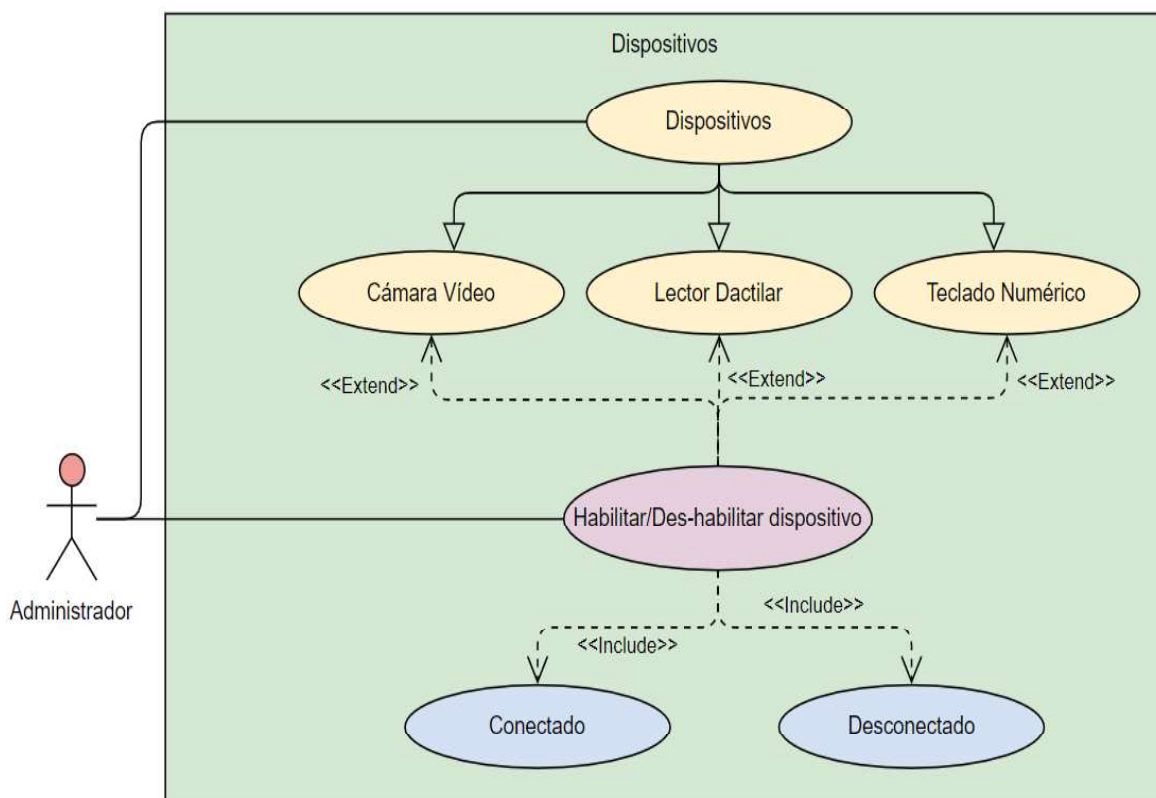 Dispositivos
Dispositivos
Cámara Vídeo
Lector Dactilar
Teclado Numérico
<<Extend>>
<<Extend>>
<<Extend>>
Habilitar/Des-habilitar dispositivo
Administrador
<<Include>>
<<Include>>
Conectado
Desconectado